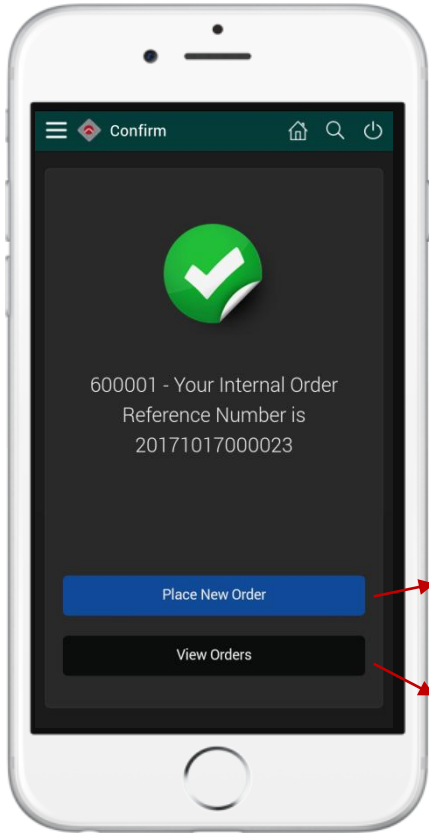 Confirm
600001 - Your Internal Order
Reference Number is
20171017000023
Place New Order
View Orders